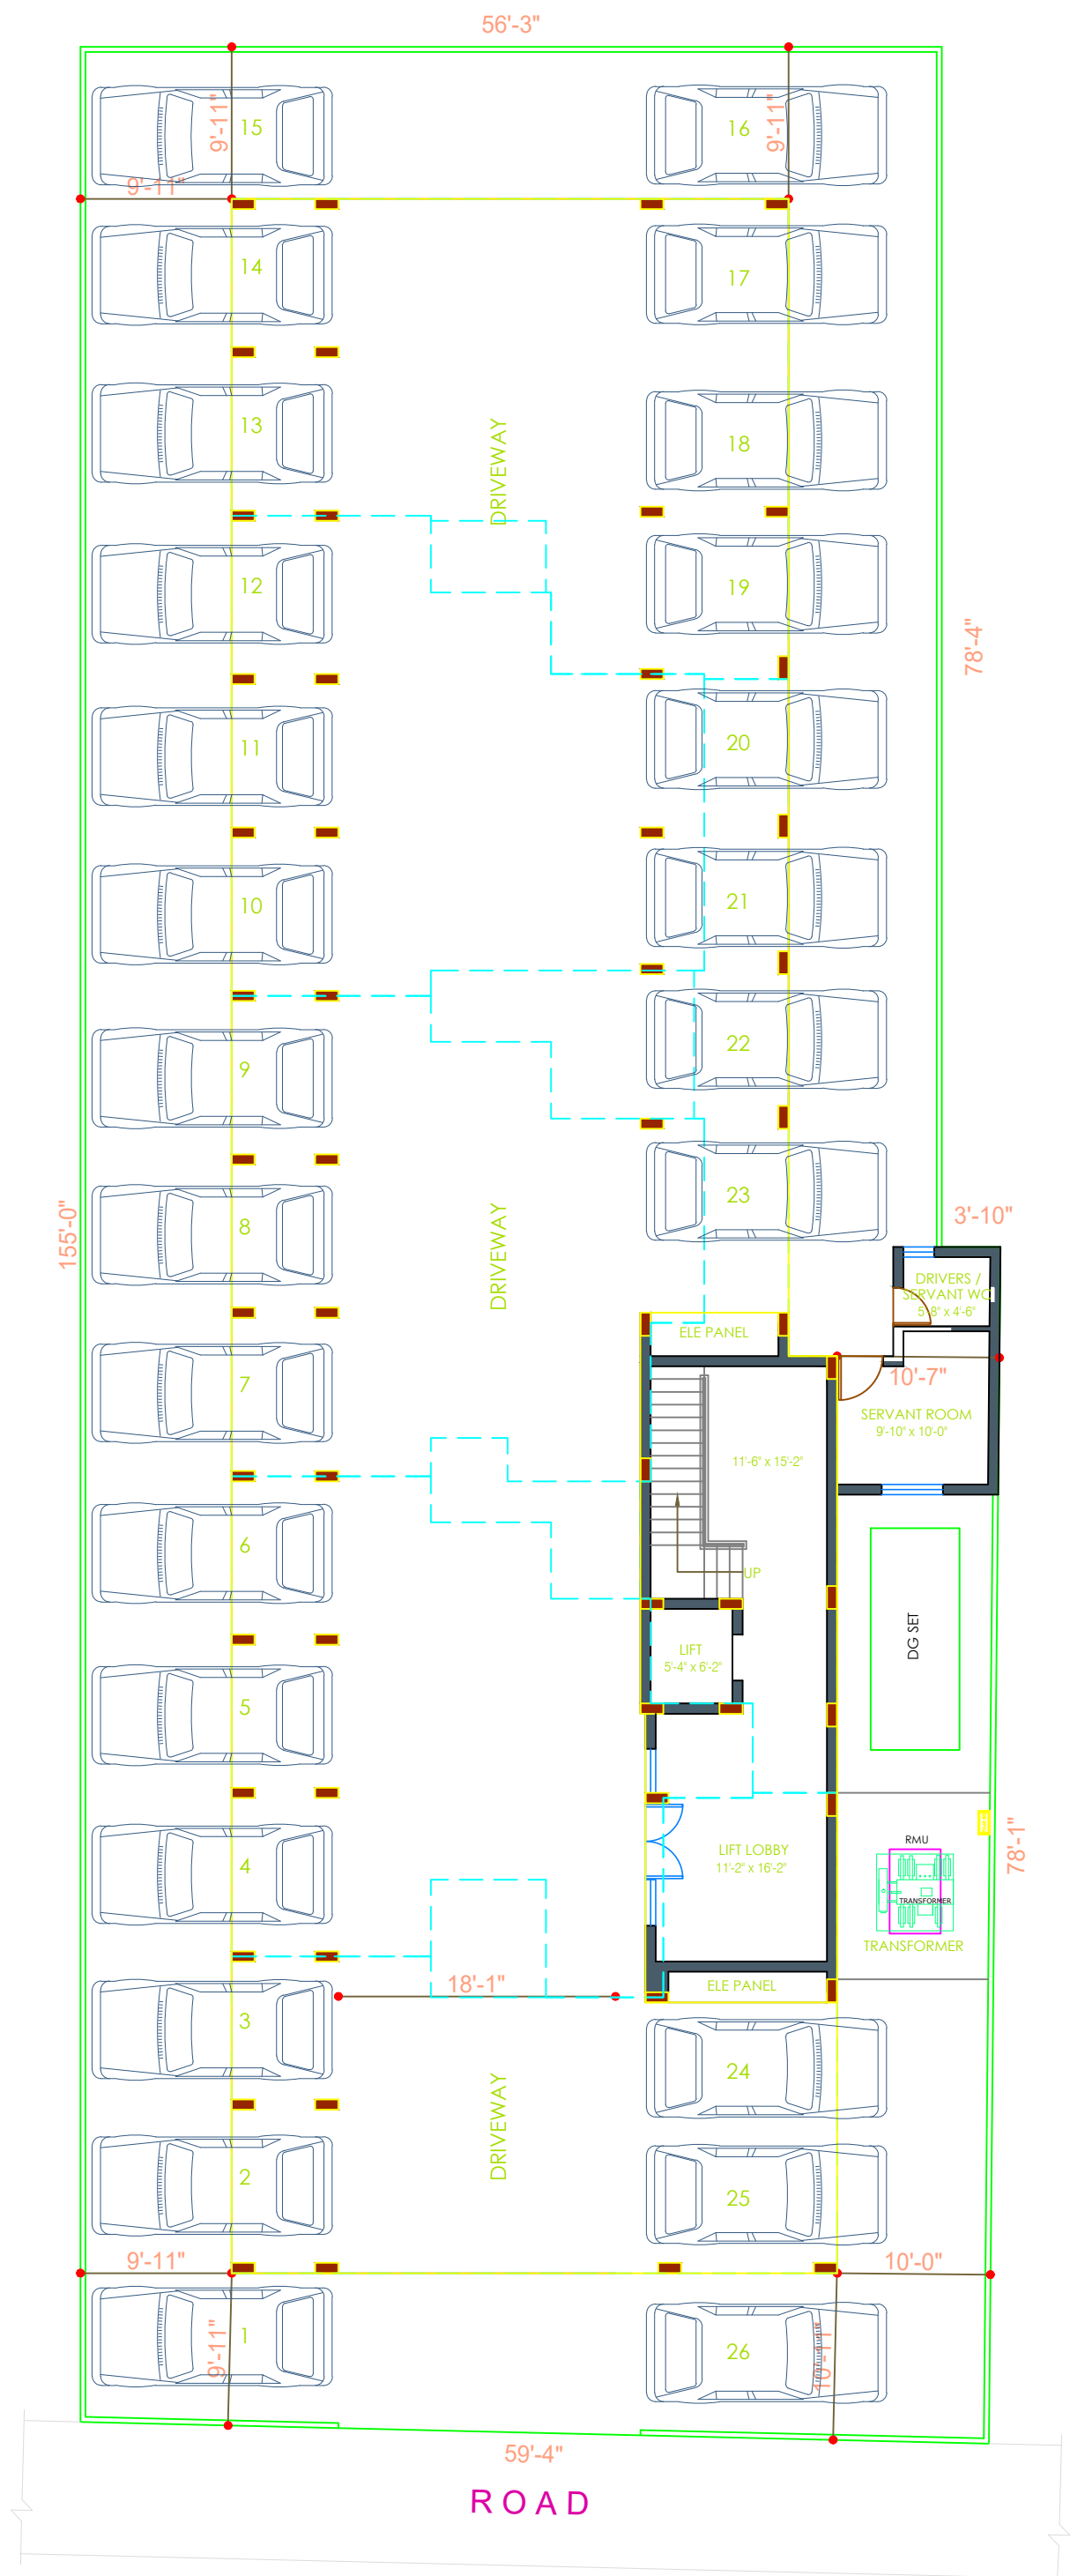 56'-3"
15
9'-11"
16
9'-11"
9'-11"
14
17
13
18
DRIVEWAY
12
19
78'-4"
11
20
10
21
9
22
8
23
155'-0"
DRIVEWAY
3'-10"
DRIVERS /
SERVANT WC
5'-8" x 4'-6"
ELE PANEL
7
10'-7"
SERVANT ROOM
9'-10" x 10'-0"
11'-6" x 15'-2"
6
UP
DG SET
LIFT
5'-4" x 6'-2"
5
4
LIFT LOBBY
11'-2" x 16'-2"
RMU
TRANSFORMER
TRANSFORMER
78'-1"
ELE PANEL
18'-1"
3
24
DRIVEWAY
2
25
9'-11"
10'-0"
1
9'-11"
26
10'-11"
59'-4"
ROAD